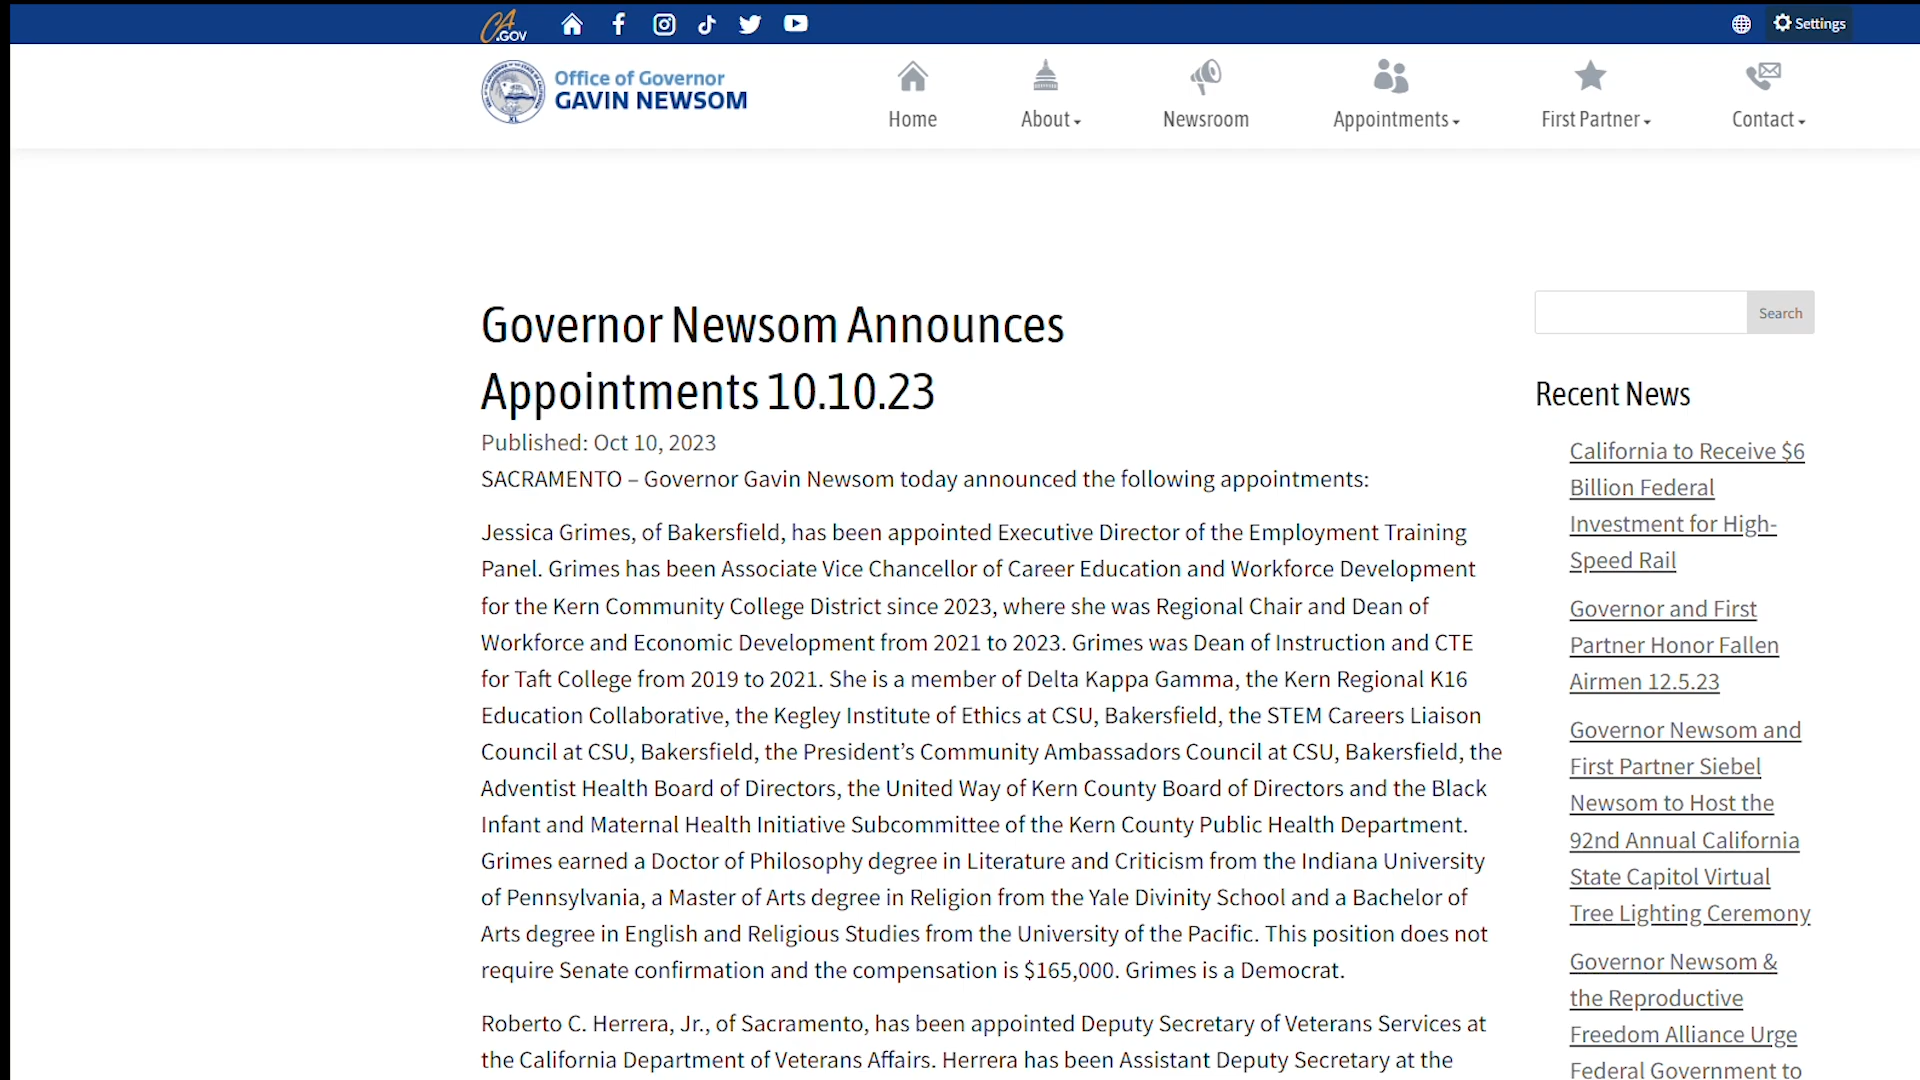 CA.GOV
Settings
Office of Governor
GAVIN NEWSOM
Home
About
Newsroom
Appointments
First Partner
Contact
Governor Newsom Announces
Appointments 10.10.23
Published: Oct 10, 2023
SACRAMENTO – Governor Gavin Newsom today announced the following appointments:
Jessica Grimes, of Bakersfield, has been appointed Executive Director of the Employment Training
Panel. Grimes has been Associate Vice Chancellor of Career Education and Workforce Development
for the Kern Community College District since 2023, where she was Regional Chair and Dean of
Workforce and Economic Development from 2021 to 2023. Grimes was Dean of Instruction and CTE
for Taft College from 2019 to 2021. She is a member of Delta Kappa Gamma, the Kern Regional K16
Education Collaborative, the Kegley Institute of Ethics at CSU, Bakersfield, the STEM Careers Liaison
Council at CSU, Bakersfield, the President’s Community Ambassadors Council at CSU, Bakersfield, the
Adventist Health Board of Directors, the United Way of Kern County Board of Directors and the Black
Infant and Maternal Health Initiative Subcommittee of the Kern County Public Health Department.
Grimes earned a Doctor of Philosophy degree in Literature and Criticism from the Indiana University
of Pennsylvania, a Master of Arts degree in Religion from the Yale Divinity School and a Bachelor of
Arts degree in English and Religious Studies from the University of the Pacific. This position does not
require Senate confirmation and the compensation is $165,000. Grimes is a Democrat.
Roberto C. Herrera, Jr., of Sacramento, has been appointed Deputy Secretary of Veterans Services at
the California Department of Veterans Affairs. Herrera has been Assistant Deputy Secretary at the
Search
Recent News
California to Receive $6
Billion Federal
Investment for High-
Speed Rail
Governor and First
Partner Honor Fallen
Airmen 12.5.23
Governor Newsom and
First Partner Siebel
Newsom to Host the
92nd Annual California
State Capitol Virtual
Tree Lighting Ceremony
Governor Newsom &
the Reproductive
Freedom Alliance Urge
Federal Government to